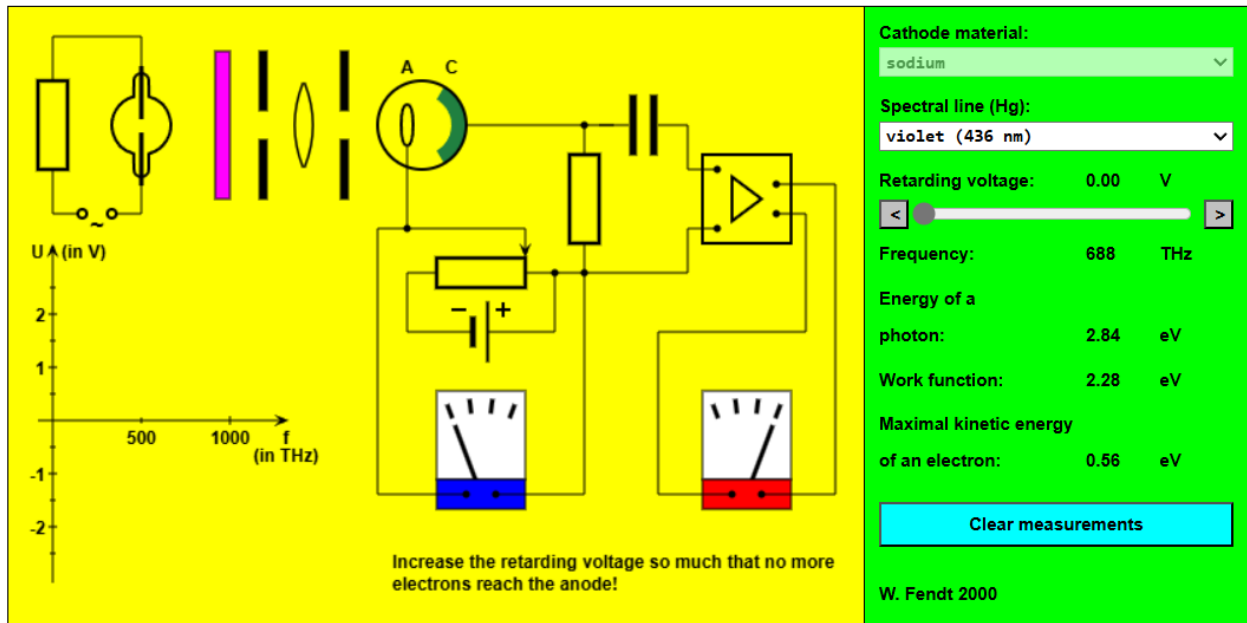 A C
~
U (in V)
2
1
500 1000 f
(in THz)
-1
-2
− +
Increase the retarding voltage so much that no more
electrons reach the anode!
Cathode material:
sodium
Spectral line (Hg):
violet (436 nm)
Retarding voltage: 0.00 V
< >
Frequency: 688 THz
Energy of a
photon: 2.84 eV
Work function: 2.28 eV
Maximal kinetic energy
of an electron: 0.56 eV
Clear measurements
W. Fendt 2000